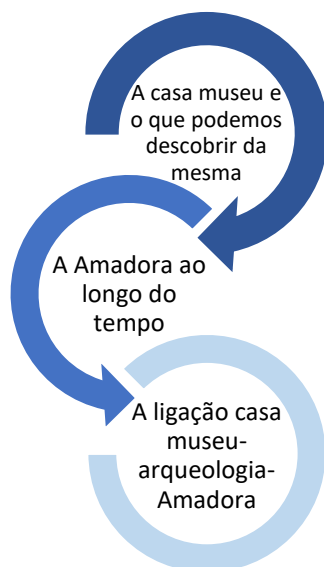 A casa museu e
o que podemos
descobrir da
mesma
A Amadora ao
longo do
tempo
A ligação casa
museu-
arqueologia-
Amadora